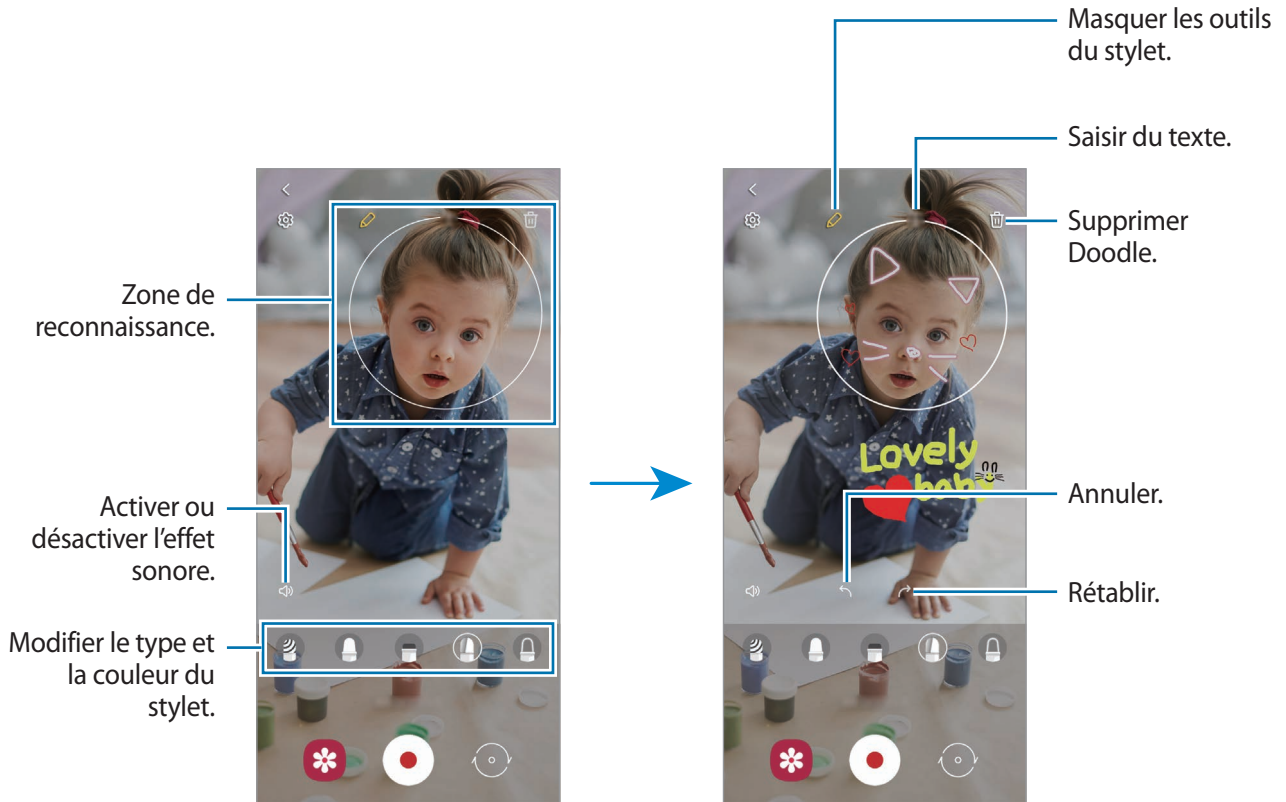 Masquer les outils
du stylet.
Saisir du texte.
Supprimer
Doodle.
Zone de
reconnaissance.
Lovely
baby
Annuler.
Activer ou
désactiver l’effet
sonore.
Rétablir.
Modifier le type et
la couleur du
stylet.